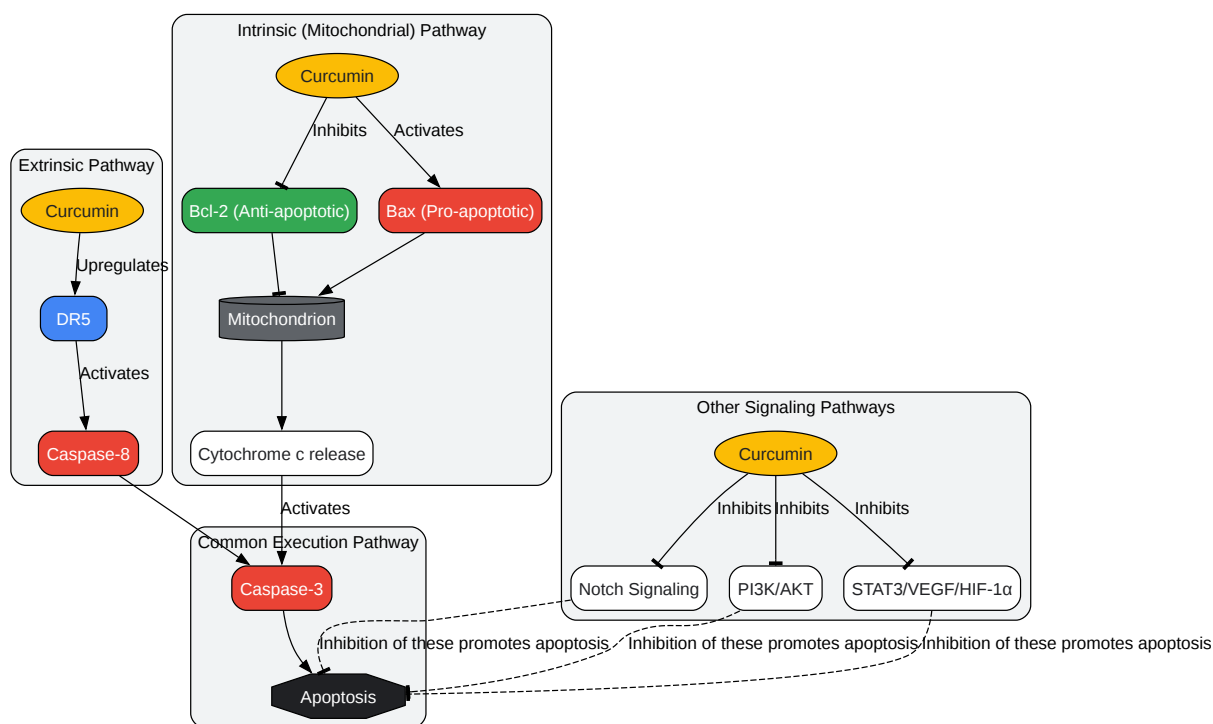 Intrinsic (Mitochondrial) Pathway
Curcumin
Inhibits
Activates
Bcl-2 (Anti-apoptotic)
Bax (Pro-apoptotic)
Mitochondrion
Cytochrome c release
Activates
Extrinsic Pathway
Curcumin
Upregulates
DR5
Activates
Caspase-8
Other Signaling Pathways
Curcumin
Inhibits
Inhibits
Inhibits
Notch Signaling
PI3K/AKT
STAT3/VEGF/HIF-1α
Common Execution Pathway
Caspase-3
Inhibition of these promotes apoptosis
Inhibition of these promotes apoptosis
Inhibition of these promotes apoptosis
Apoptosis